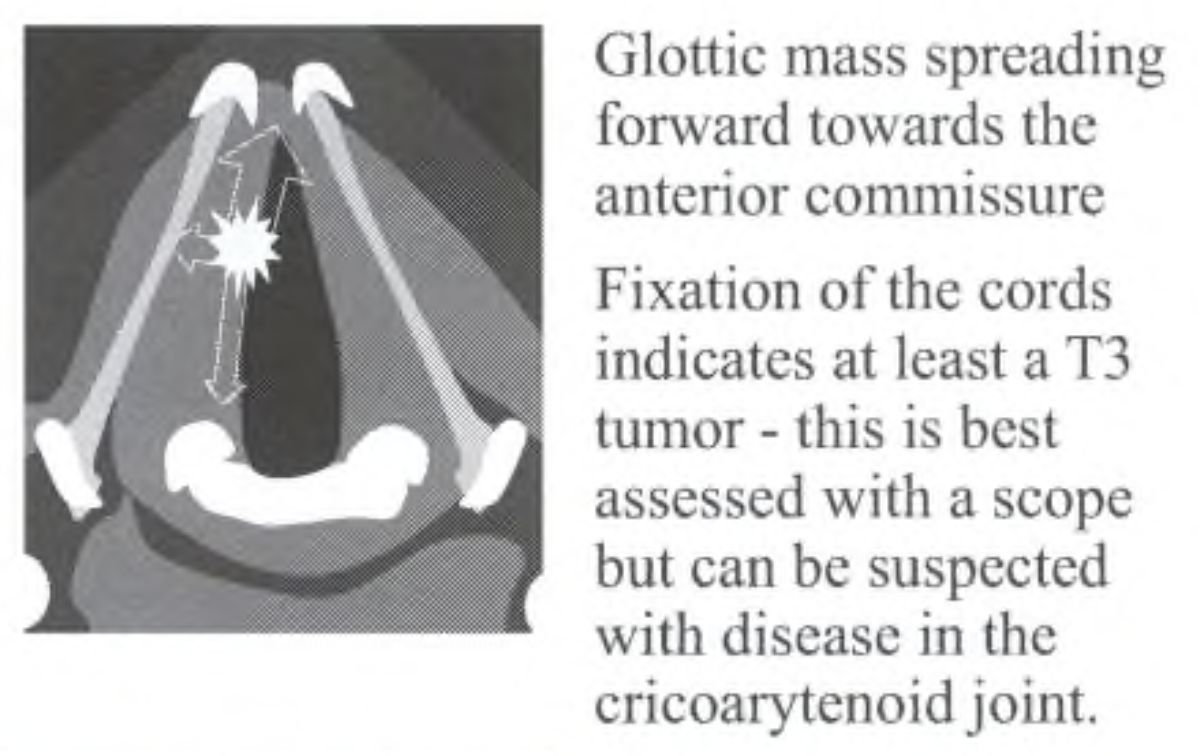 Glottic mass spreading
forward towards the
anterior commissure
Fixation of the cords
indicates at least a T3
tumor - this is best
assessed with a scope
but can be suspected
with disease in the
cricoarytenoid joint.